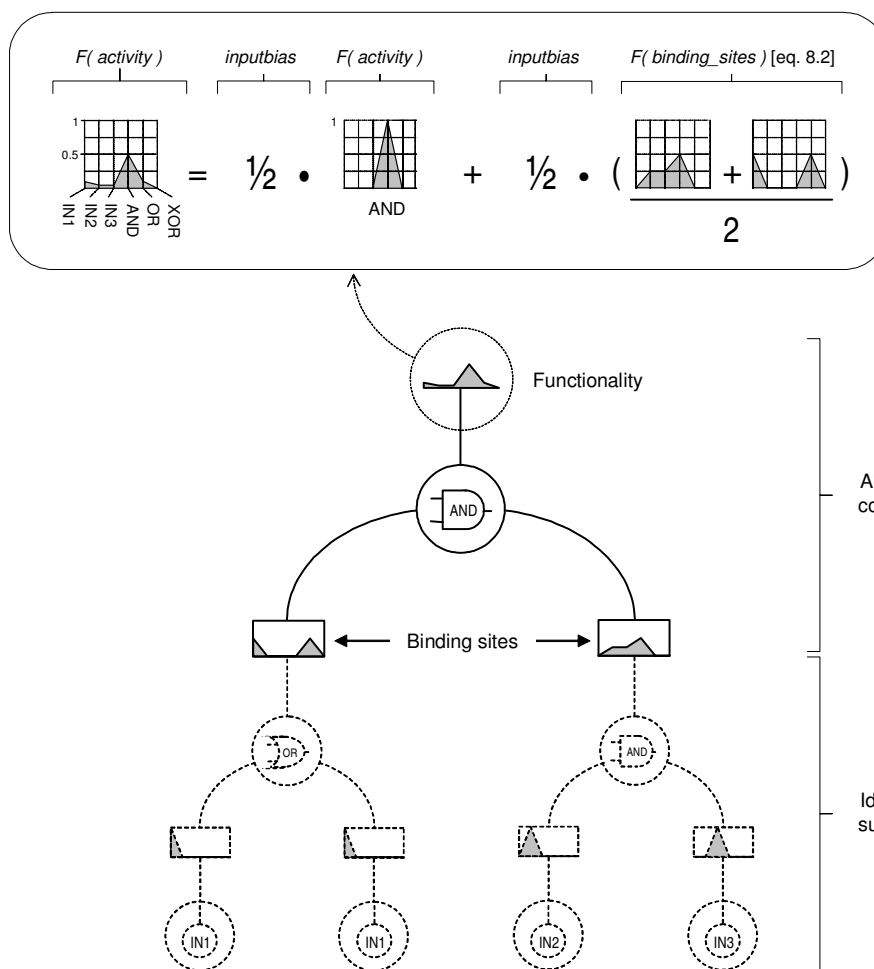 F( activity ) inputbias F( activity ) inputbias F( binding_sites ) [eq. 8.2]
1
0.5
= ½ • 1 + ½ • ( + )
2
IN1 IN2 IN3 AND OR XOR
AND
Functionality
AND
Binding sites
OR
AND
IN1
IN1
IN2
IN3